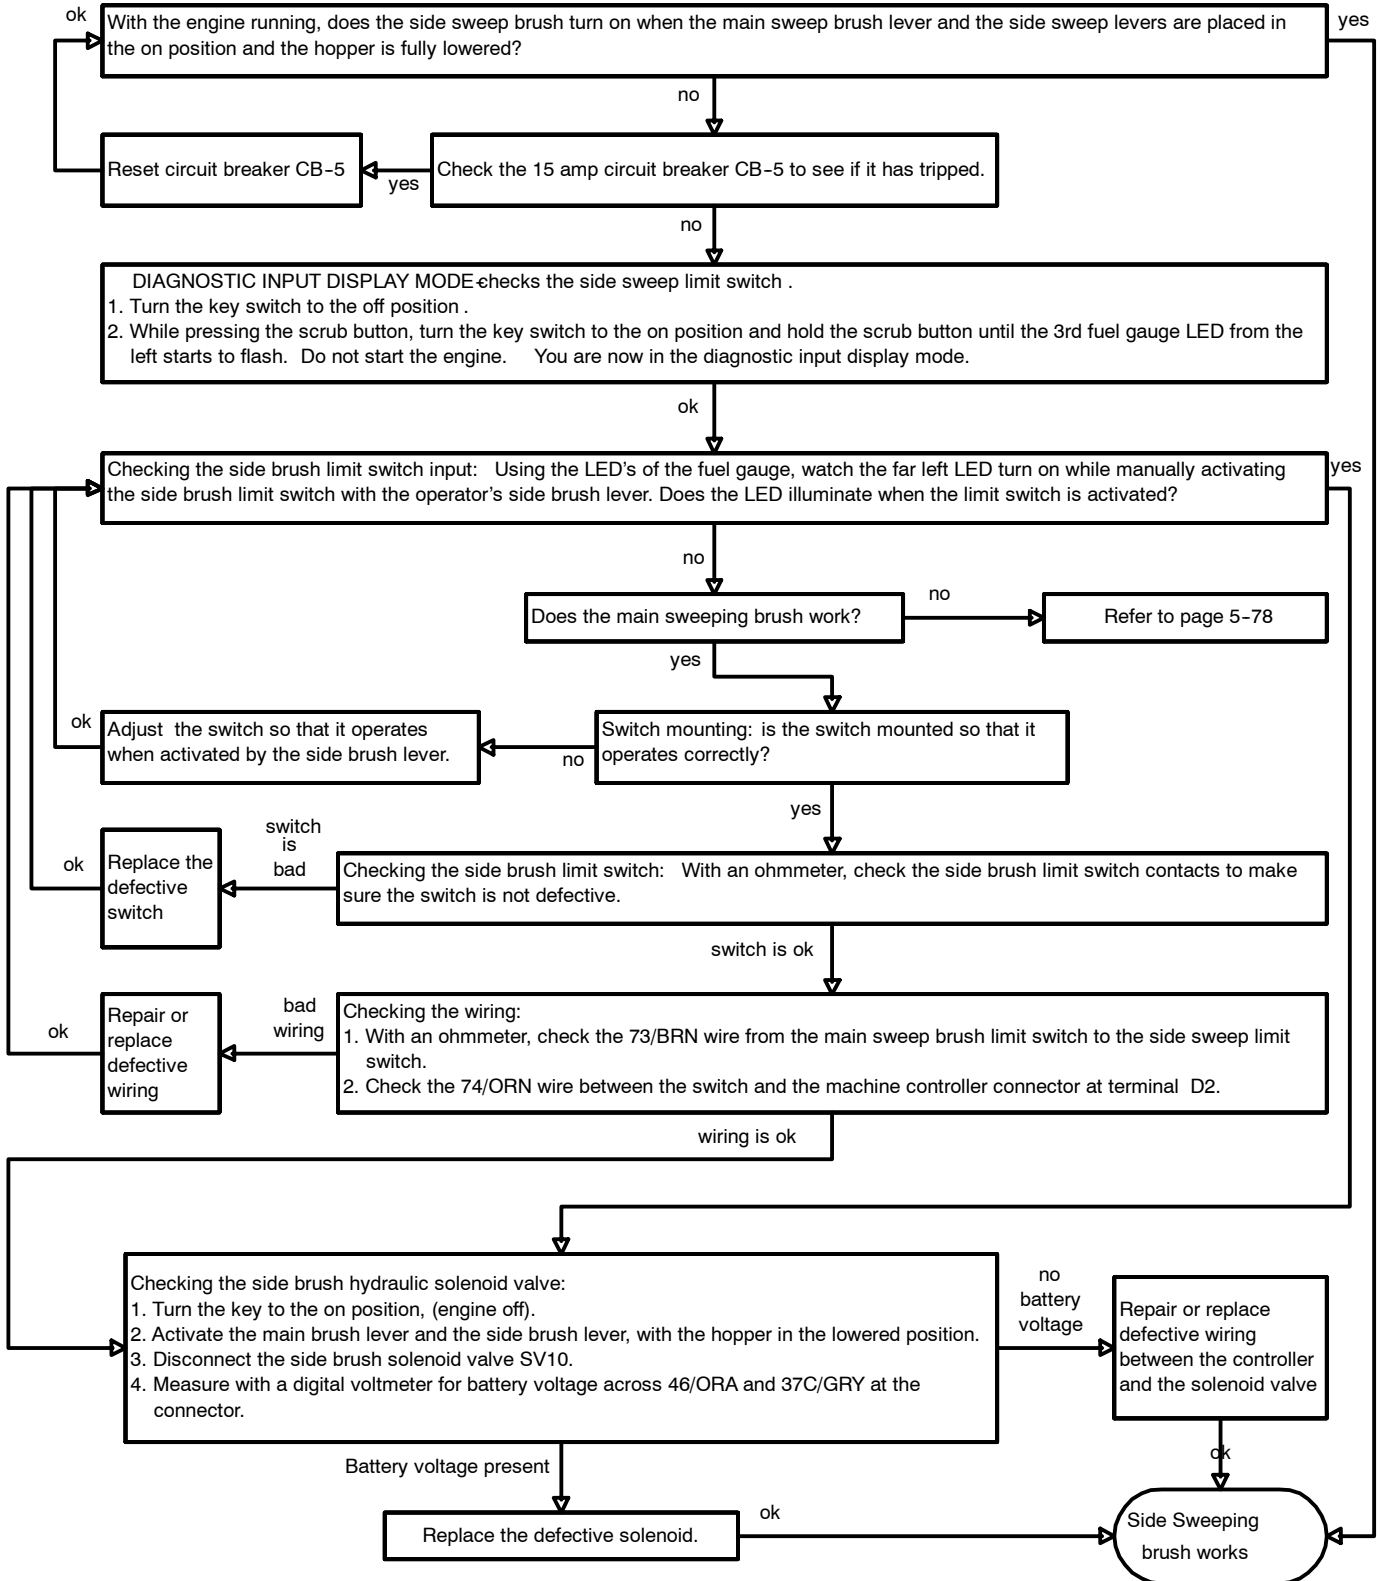 ok
With the engine running, does the side sweep brush turn on when the main sweep brush lever and the side sweep levers are placed in
the on position and the hopper is fully lowered?
yes
no
Reset circuit breaker CB-5
yes
Check the 15 amp circuit breaker CB-5 to see if it has tripped.
no
DIAGNOSTIC INPUT DISPLAY MODE-checks the side sweep limit switch .
1. Turn the key switch to the off position .
2. While pressing the scrub button, turn the key switch to the on position and hold the scrub button until the 3rd fuel gauge LED from the
left starts to flash. Do not start the engine. You are now in the diagnostic input display mode.
ok
Checking the side brush limit switch input: Using the LED's of the fuel gauge, watch the far left LED turn on while manually activating
the side brush limit switch with the operator's side brush lever. Does the LED illuminate when the limit switch is activated?
yes
no
Does the main sweeping brush work?
no
Refer to page 5-78
yes
ok
Adjust the switch so that it operates
when activated by the side brush lever.
no
Switch mounting: is the switch mounted so that it
operates correctly?
yes
ok
Replace the
defective
switch
switch
is
bad
Checking the side brush limit switch: With an ohmmeter, check the side brush limit switch contacts to make
sure the switch is not defective.
switch is ok
ok
Repair or
replace
defective
wiring
bad
wiring
Checking the wiring:
1. With an ohmmeter, check the 73/BRN wire from the main sweep brush limit switch to the side sweep limit
switch.
2. Check the 74/ORN wire between the switch and the machine controller connector at terminal D2.
wiring is ok
Checking the side brush hydraulic solenoid valve:
1. Turn the key to the on position, (engine off).
2. Activate the main brush lever and the side brush lever, with the hopper in the lowered position.
3. Disconnect the side brush solenoid valve SV10.
4. Measure with a digital voltmeter for battery voltage across 46/ORA and 37C/GRY at the
connector.
no
battery
voltage
Repair or replace
defective wiring
between the controller
and the solenoid valve
ok
Battery voltage present
Replace the defective solenoid.
ok
Side Sweeping
brush works